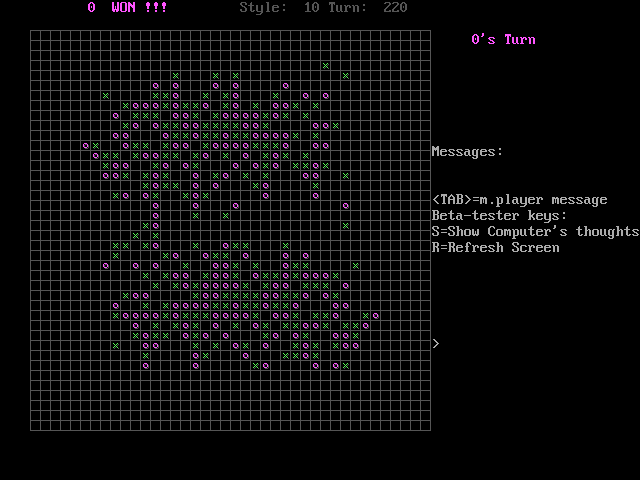 0 WON !!! Style: 10 Turn: 220
0's Turn
Messages:
<TAB>=m.player message
Beta-tester keys:
S=Show Computer's thoughts
R=Refresh Screen
>